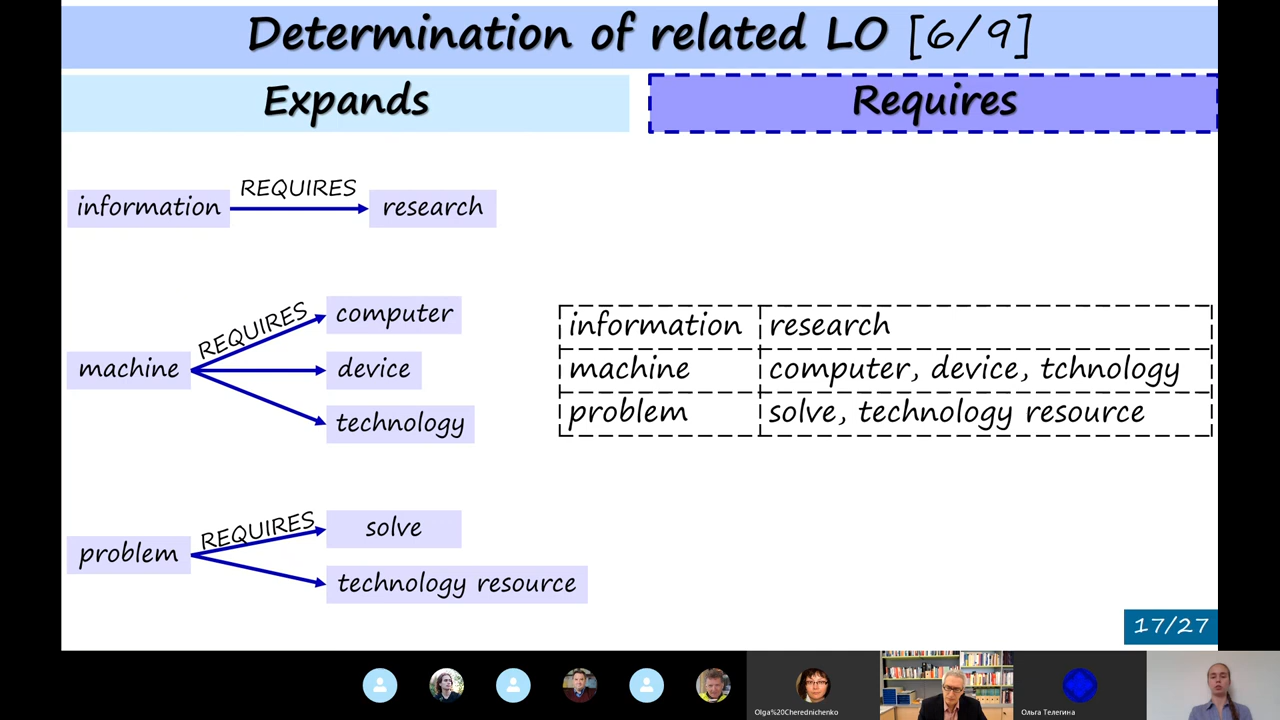 Determination of related LO [6/9]
Expands
Requires
information
REQUIRES
research
machine
REQUIRES
computer
device
technology
problem
REQUIRES
solve
technology resource
information research
machine computer, device, tchnology
problem solve, technology resource
17/27
Olga%20Cherednichenko
Ольга Телегина